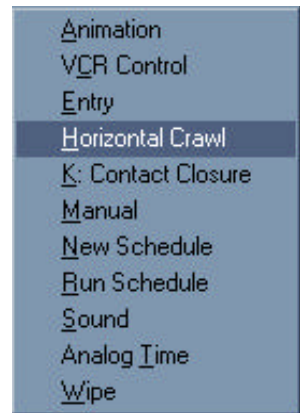 Animation
VCR Control
Entry
Horizontal Crawl
K: Contact Closure
Manual
New Schedule
Run Schedule
Sound
Analog Time
Wipe